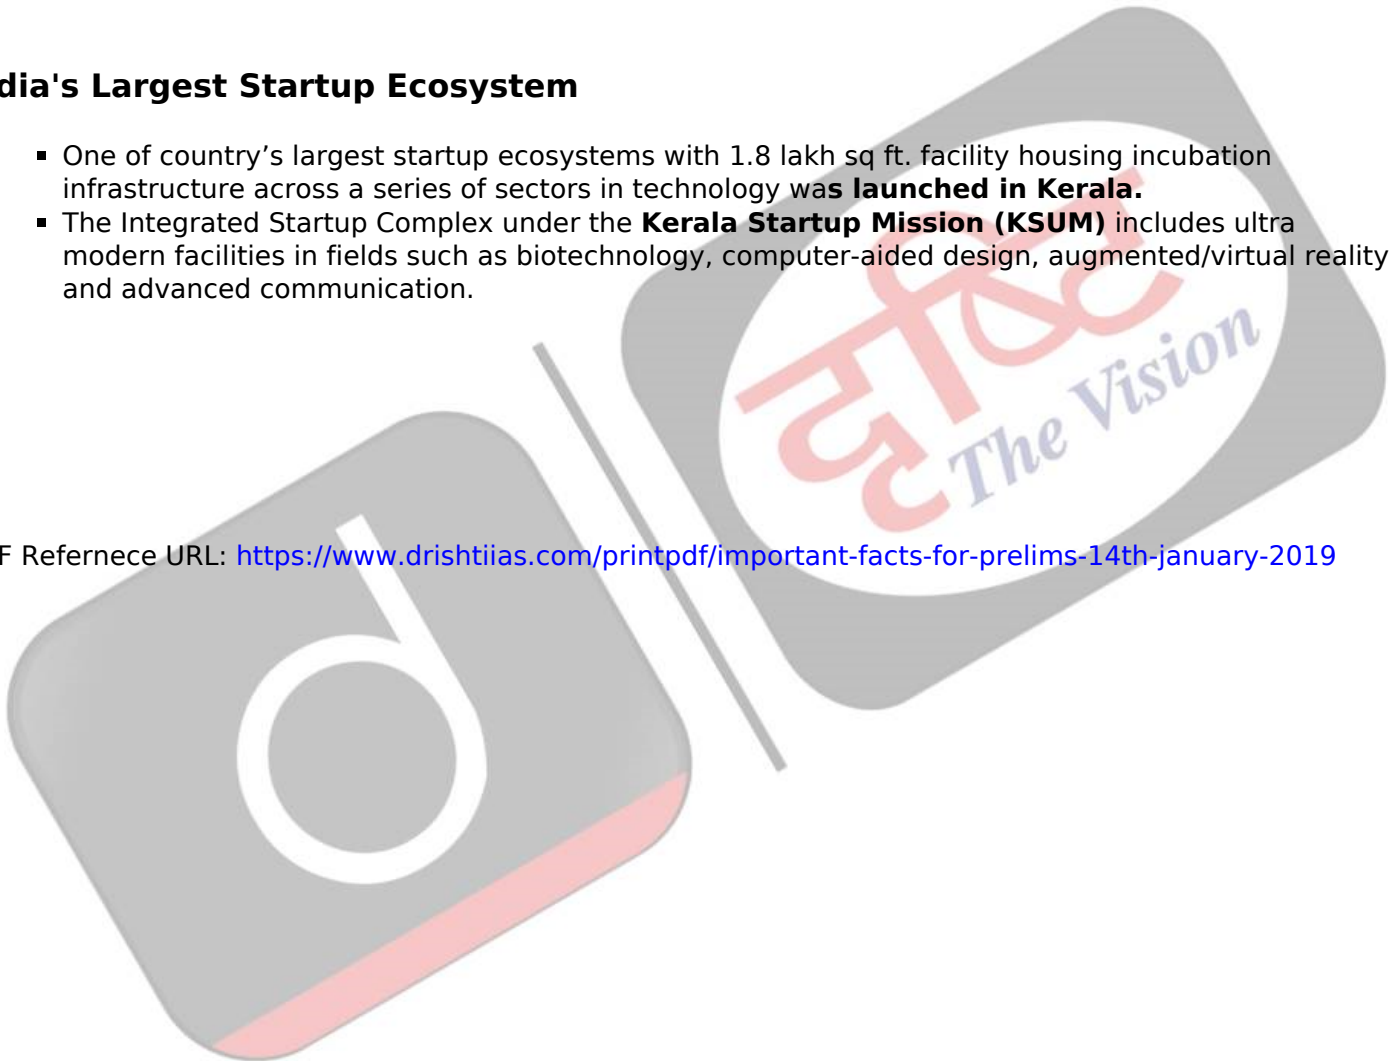 dia's Largest Startup Ecosystem
▪ One of country’s largest startup ecosystems with 1.8 lakh sq ft. facility housing incubation
infrastructure across a series of sectors in technology was launched in Kerala.
▪ The Integrated Startup Complex under the Kerala Startup Mission (KSUM) includes ultra
modern facilities in fields such as biotechnology, computer-aided design, augmented/virtual reality
and advanced communication.
दृष्टि
The Vision
F Refernece URL: https://www.drishtiias.com/printpdf/important-facts-for-prelims-14th-january-2019
d